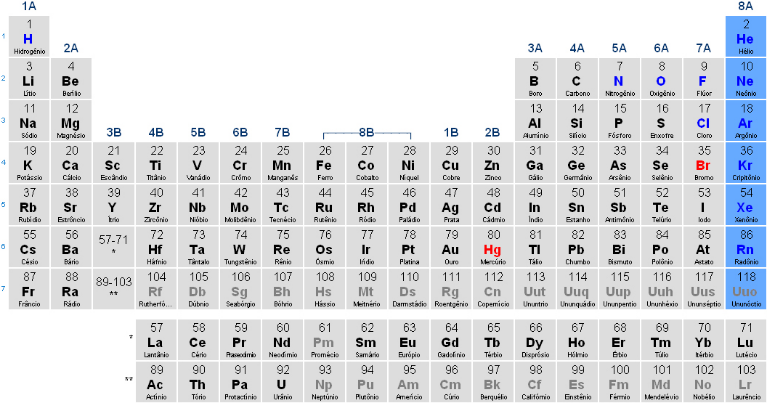 1A 8A
1 1 2
H He
Hidrogénio 2A 3A 4A 5A 6A 7A Hélio
3 4 5 6 7 8 9 10
2 Li Be B C N O F Ne
Lítio Berílio Boro Carbono Nitrogénio Oxigénio Flúor Neônio
11 12 13 14 15 16 17 18
3 Na Mg Al Si P S Cl Ar
Sódio Magnésio 3B 4B 5B 6B 7B 8B 1B 2B Alumínio Silício Fósforo Enxofre Cloro Argónio
19 20 21 22 23 24 25 26 27 28 29 30 31 32 33 34 35 36
4 K Ca Sc Ti V Cr Mn Fe Co Ni Cu Zn Ga Ge As Se Br Kr
Potássio Cálcio Escândio Titânio Vanádio Crómo Manganês Ferro Cobalto Níquel Cobre Zinco Gálio Germânio Arsênio Selênio Bromo Criptônio
37 38 39 40 41 42 43 44 45 46 47 48 49 50 51 52 53 54
5 Rb Sr Y Zr Nb Mo Tc Ru Rh Pd Ag Cd In Sn Sb Te I Xe
Rubídio Estrôncio Ítrio Zircônio Nióbio Molibdênio Tecnécio Rutênio Ródio Paládio Prata Cádmio Índio Estanho Antimônio Telúrio Iodo Xenônio
55 56 57-71 72 73 74 75 76 77 78 79 80 81 82 83 84 85 86
6 Cs Ba * Hf Ta W Re Os Ir Pt Au Hg Tl Pb Bi Po At Rn
Césio Bário Háfnio Tântalo Tungsténio Rênio Ósmio Irídio Platina Ouro Mercúrio Tálio Chumbo Bismuto Polônio Astato Radônio
87 88 89-103 104 105 106 107 108 109 110 111 112 113 114 115 116 117 118
7 Fr Ra ** Rf Db Sg Bh Hs Mt Ds Rg Cn Uut Uuq Uup Uuh Uus Uuo
Frâncio Rádio Rutherfó... Dúbnio Seabórgio Bóhrio Hássio Meitnério Darmstádio Roentgênio Copernício Ununtrio Ununquádio Ununpentio Ununhéxio Ununséptio Ununóctio
57 58 59 60 61 62 63 64 65 66 67 68 69 70 71
* La Ce Pr Nd Pm Sm Eu Gd Tb Dy Ho Er Tm Yb Lu
Lantânio Cério Praseodímio Neodímio Promécio Samário Európio Gadolínio Térbio Disprósio Hólmio Érbio Túlio Itérbio Lutécio
89 90 91 92 93 94 95 96 97 98 99 100 101 102 103
** Ac Th Pa U Np Pu Am Cm Bk Cf Es Fm Md No Lr
Actínio Tório Protactínio Urânio Neptúnio Plutônio Amerício Cúrio Berquélio Califórnio Einstênio Férmio Mendelévio Nobélio Laurêncio